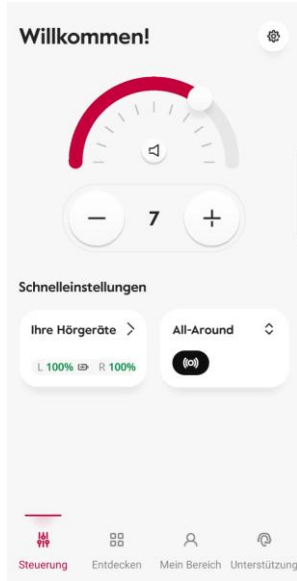 Willkommen!
7
Schnelleinstellungen
Ihre Hörgeräte
L 100% R 100%
All-Around
Steuerung Entdecken Mein Bereich Unterstützung